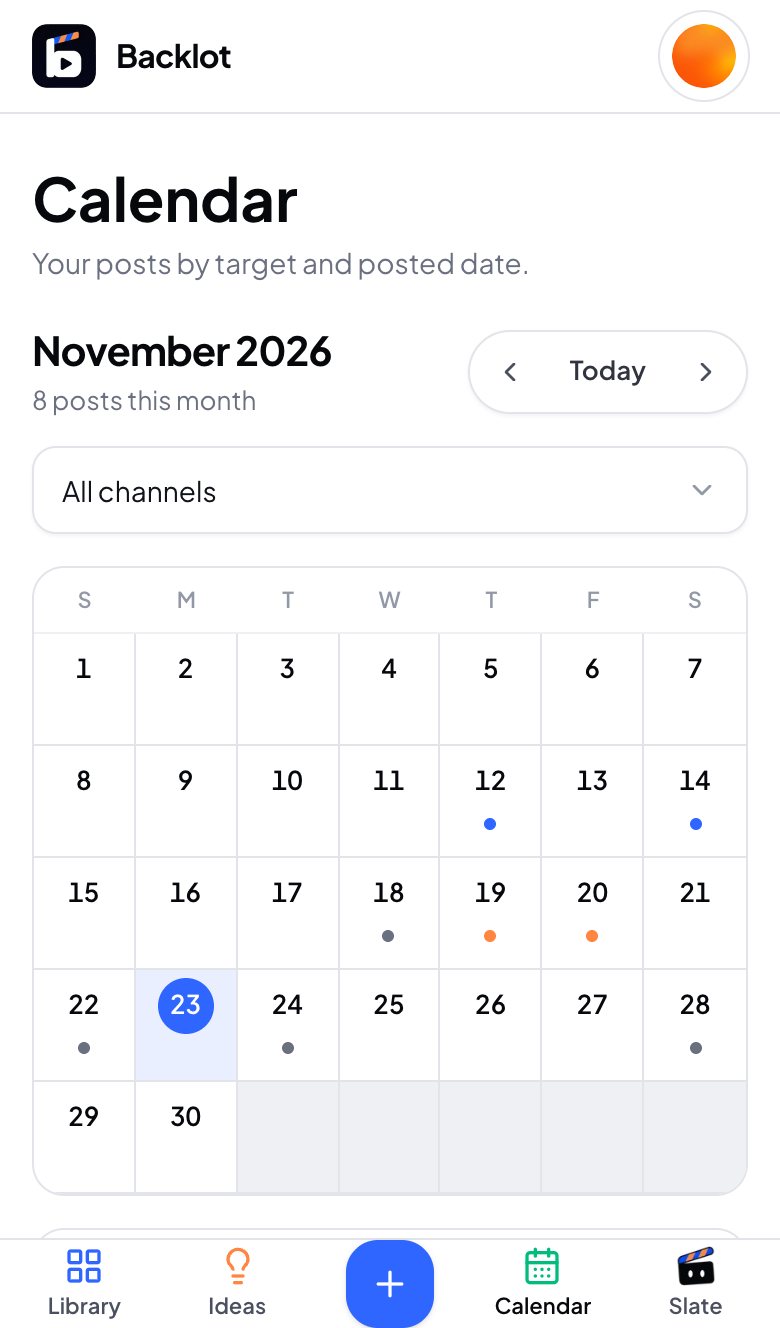 Backlot
Calendar
Your posts by target and posted date.
November 2026
8 posts this month
Today
All channels
S M T W T F S
1 2 3 4 5 6 7
8 9 10 11 12 13 14
15 16 17 18 19 20 21
22 23 24 25 26 27 28
29 30
Library Ideas Calendar Slate